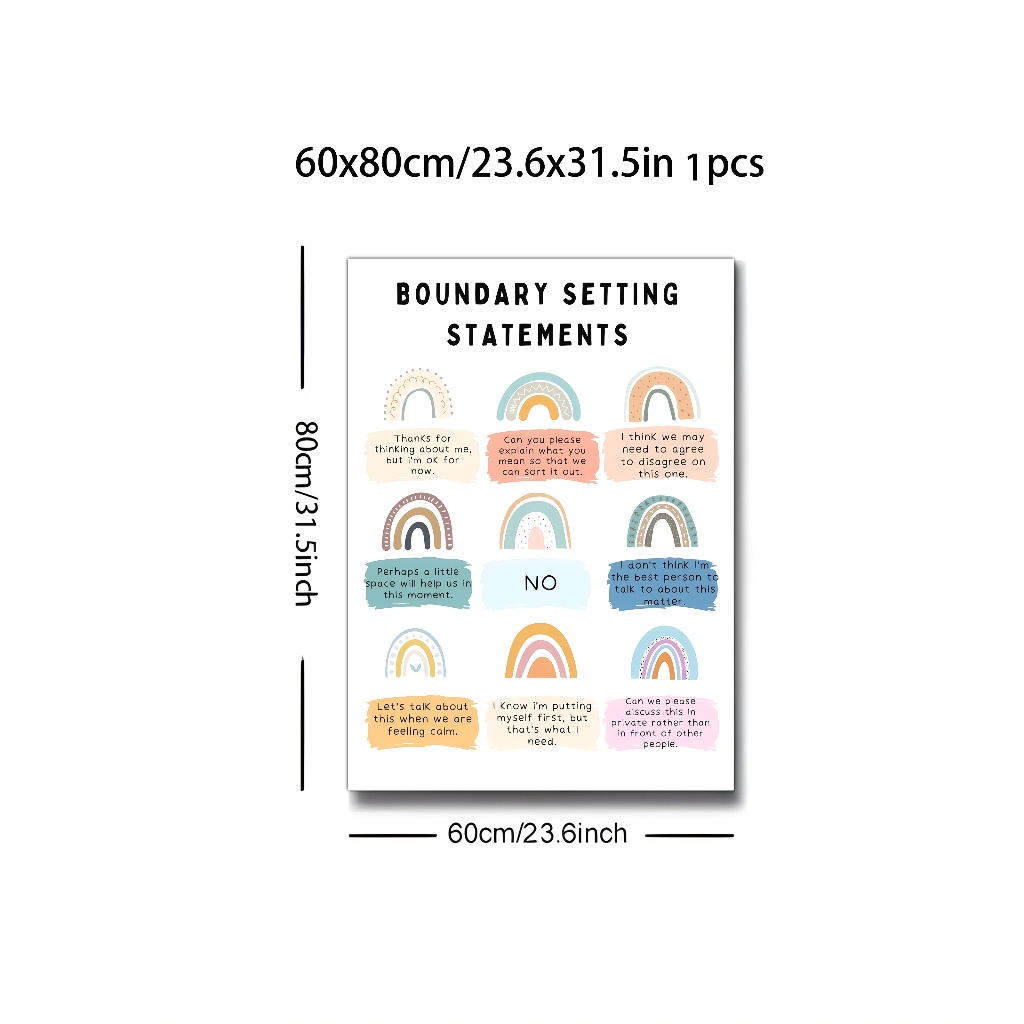 60x80cm/23.6x31.5in 1pcs
BOUNDARY SETTING
STATEMENTS
Thanks for
thinking about me,
but i'm ok for
now.
Can you please
explain what you
mean so that we
can sort it out.
I think we may
need to agree
to disagree on
this one.
Perhaps a little
space will help us in
this moment.
NO
I don't think I'm
the best person to
talk to about this
matter.
Let's talk about
this when we are
feeling calm.
I know i'm putting
myself first, but
that's what I
need.
Can we please
discuss this in
private rather than
in front of other
people.
80cm/31.5inch
60cm/23.6inch